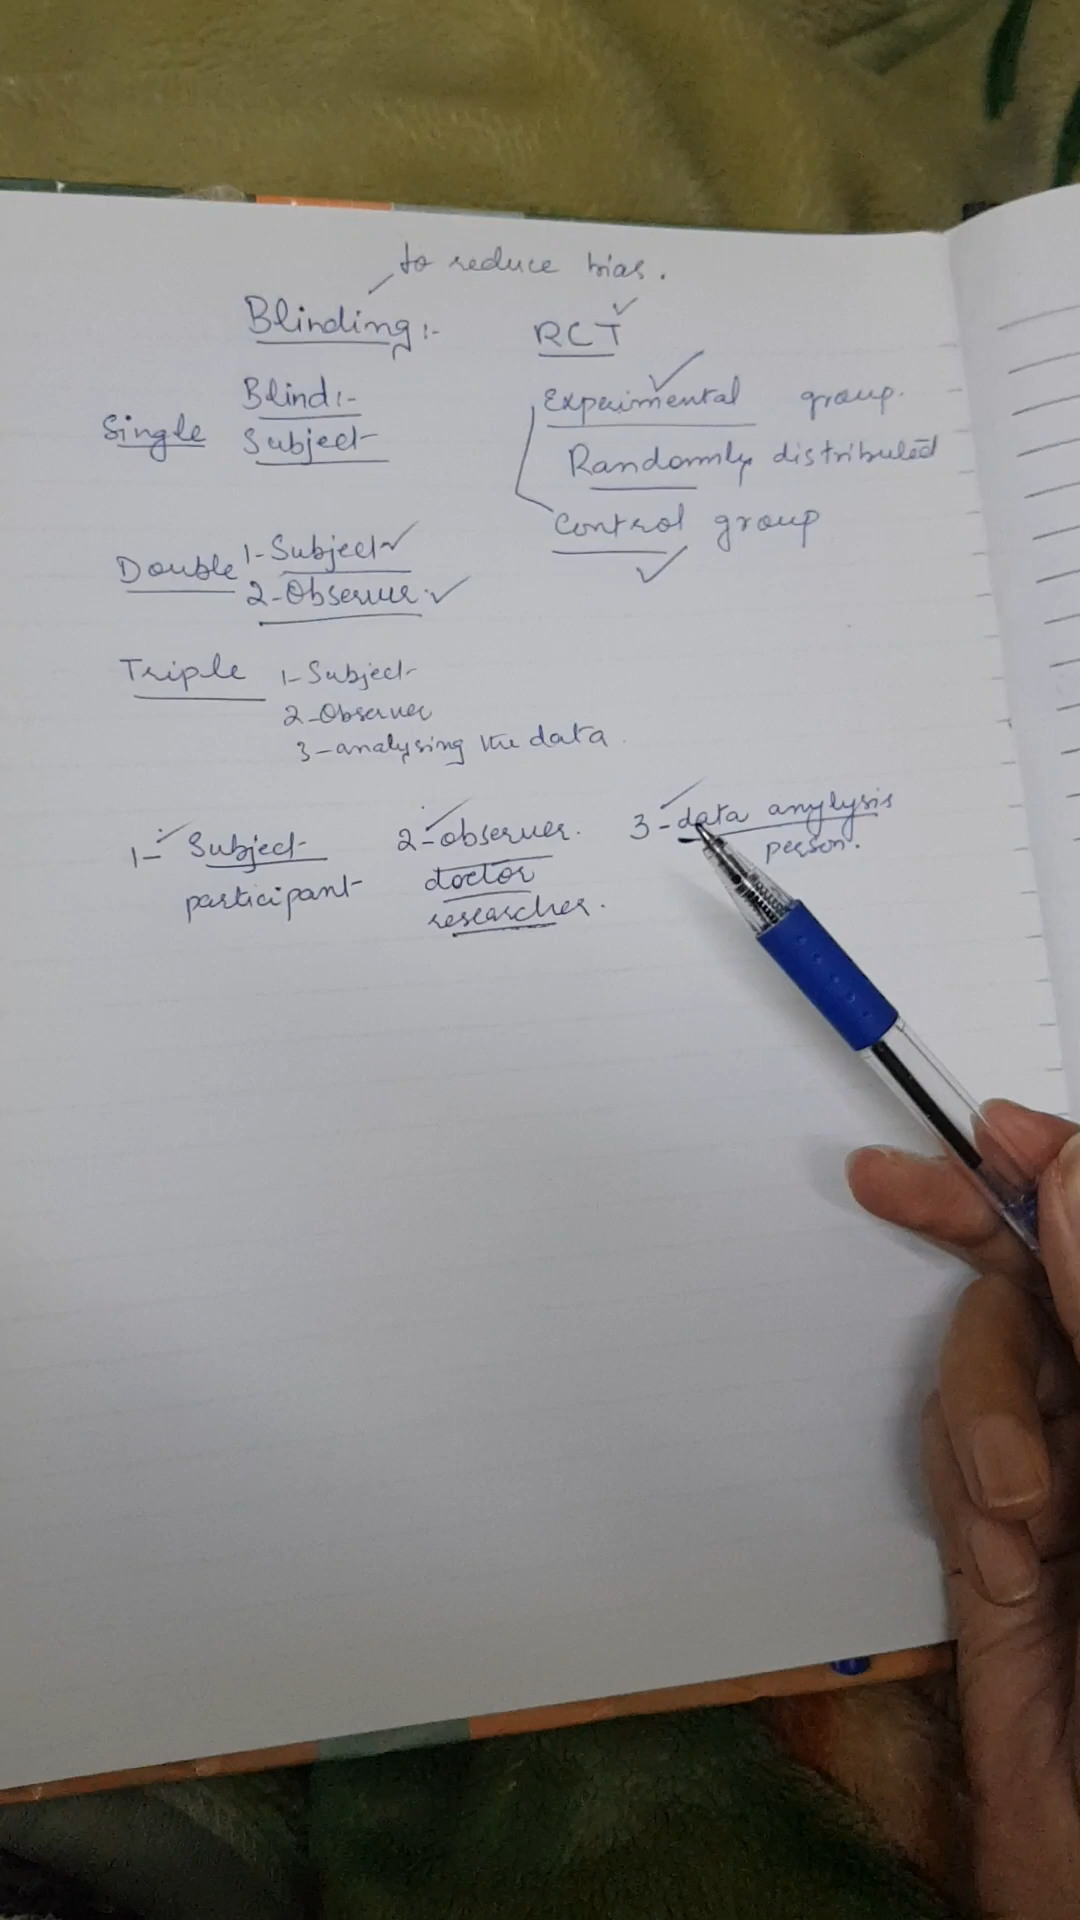 to reduce bias.
Blinding :-
RCT
Blind :-
Single Subject
Experimental group.
Randomly distributed
Control group
Double 1-Subject
2-Observer.
Triple 1-Subject
2-Observer
3-analysing the data.
1- Subject
participant
2-observer.
doctor
researcher.
3-data anylysis
person.